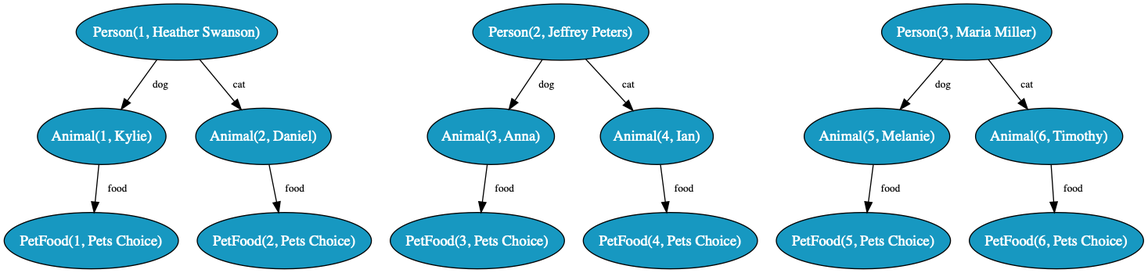 Person(1, Heather Swanson)
Person(2, Jeffrey Peters)
Person(3, Maria Miller)
dog
cat
dog
cat
dog
cat
Animal(1, Kylie)
Animal(2, Daniel)
Animal(3, Anna)
Animal(4, Ian)
Animal(5, Melanie)
Animal(6, Timothy)
food
food
food
food
food
food
PetFood(1, Pets Choice)
PetFood(2, Pets Choice)
PetFood(3, Pets Choice)
PetFood(4, Pets Choice)
PetFood(5, Pets Choice)
PetFood(6, Pets Choice)